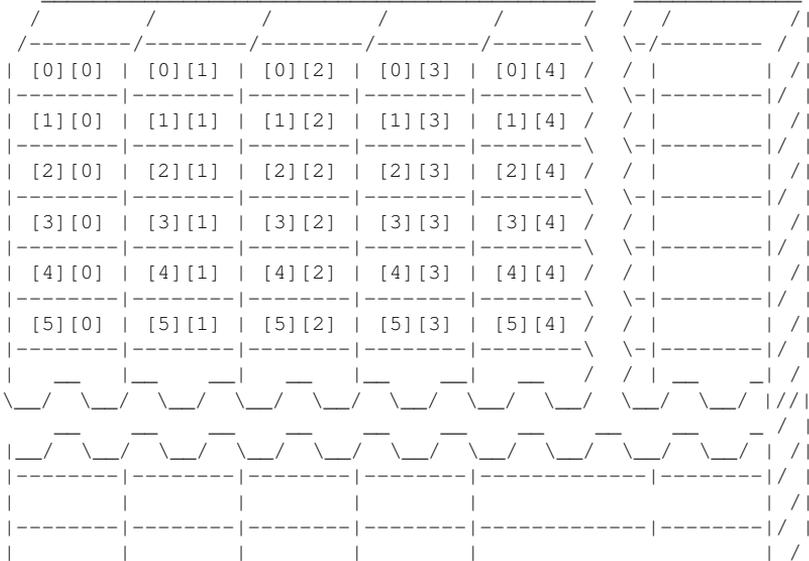 [0][0] | [0][1] | [0][2] | [0][3] | [0][4]
[1][0] | [1][1] | [1][2] | [1][3] | [1][4]
[2][0] | [2][1] | [2][2] | [2][3] | [2][4]
[3][0] | [3][1] | [3][2] | [3][3] | [3][4]
[4][0] | [4][1] | [4][2] | [4][3] | [4][4]
[5][0] | [5][1] | [5][2] | [5][3] | [5][4]